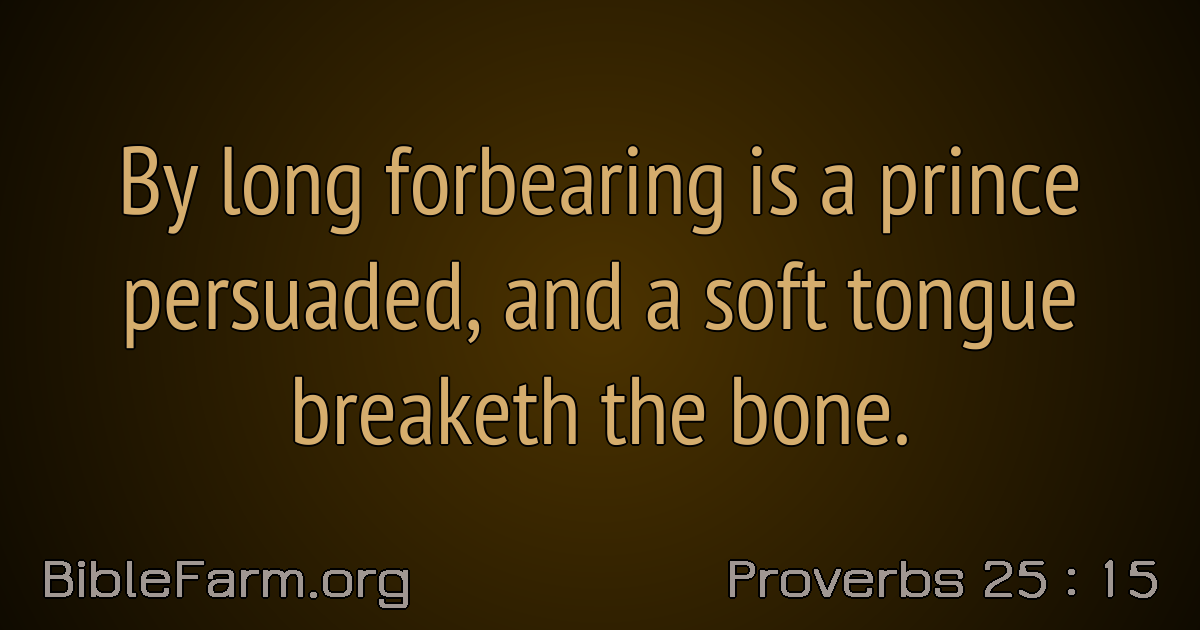 By long forbearing is a prince
persuaded, and a soft tongue
breaketh the bone.
BibleFarm.org
Proverbs 25 : 15